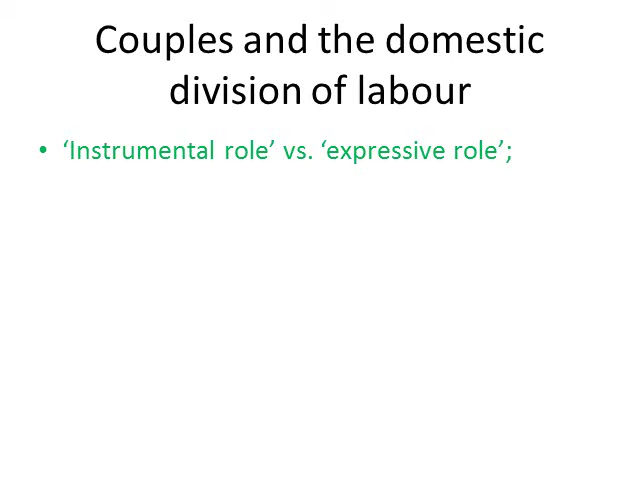 Couples and the domestic
division of labour
• ‘Instrumental role’ vs. ‘expressive role’;